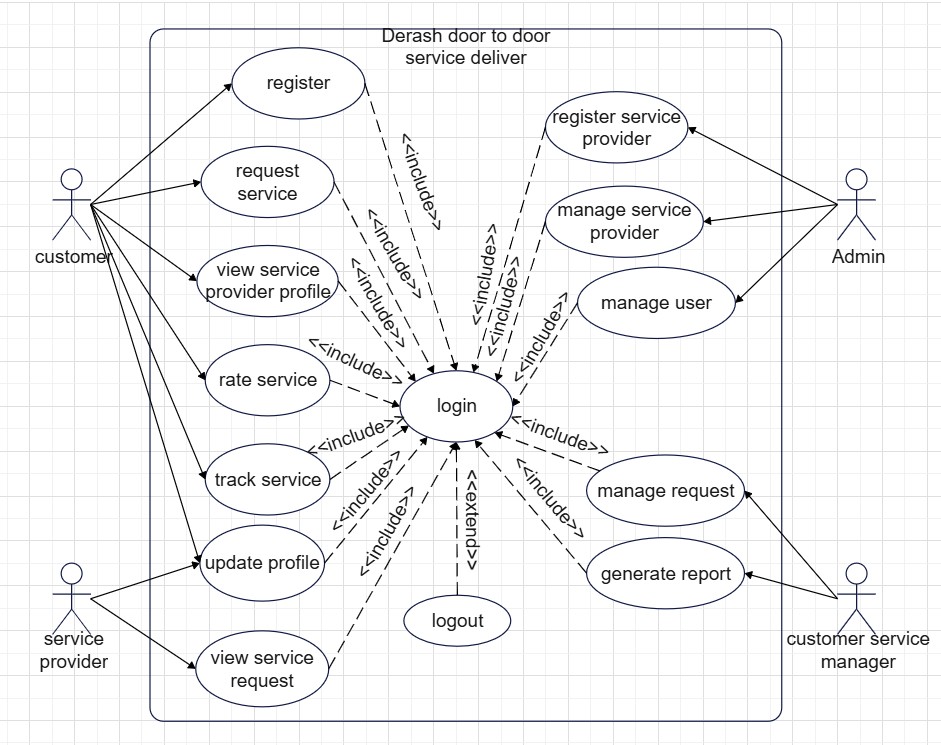 Derash door to door
service deliver
register
<<include>>
register service
provider
request
service
<<include>>
manage service
provider
<<include>>
customer
Admin
view service
provider profile
<<include>>
<<include>>
manage user
<<include>>
rate service
<<include>>
login
track service
<<include>>
<<include>>
manage request
update profile
<<include>>
<<extend>>
<<include>>
generate report
<<include>>
logout
service
provider
customer service
manager
view service
request